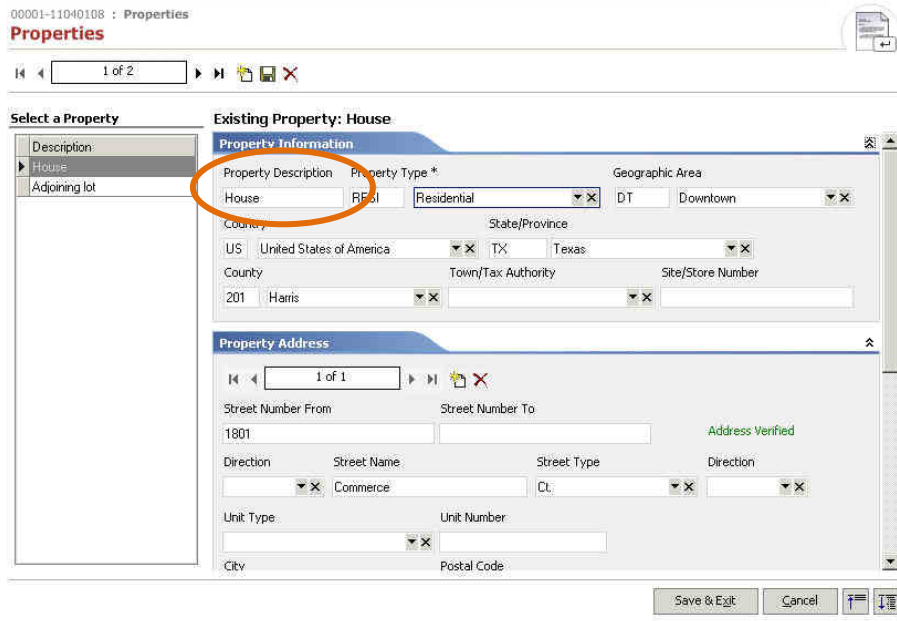 00001-11040108 : Properties
Properties
1 of 2
Select a Property
Description
House
Adjoining lot
Existing Property: House
Property Information
Property Description Property Type * Geographic Area
House RESI Residential DT Downtown
Country State/Province
US United States of America TX Texas
County Town/Tax Authority Site/Store Number
201 Harris
Property Address
1 of 1
Street Number From Street Number To
1801 Address Verified
Direction Street Name Street Type Direction
Commerce Ct.
Unit Type Unit Number
City Postal Code
Save & Exit Cancel